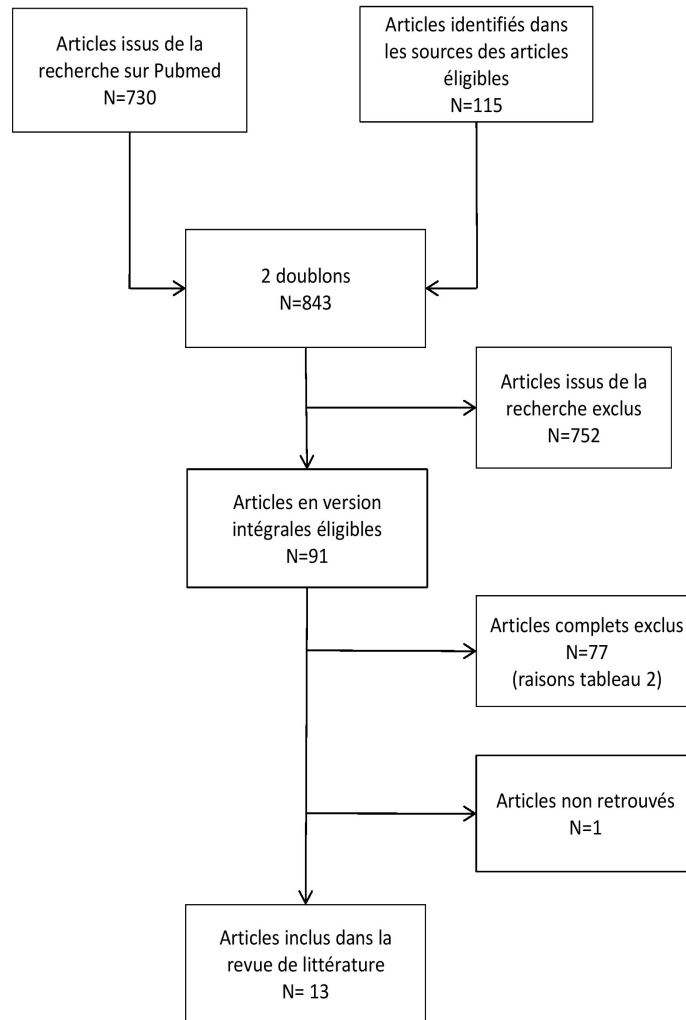 Articles issus de la
recherche sur Pubmed
N=730
Articles identifiés dans
les sources des articles
éligibles
N=115
2 doublons
N=843
Articles issus de la
recherche exclus
N=752
Articles en version
intégrales éligibles
N=91
Articles complets exclus
N=77
(raisons tableau 2)
Articles non retrouvés
N=1
Articles inclus dans la
revue de littérature
N= 13